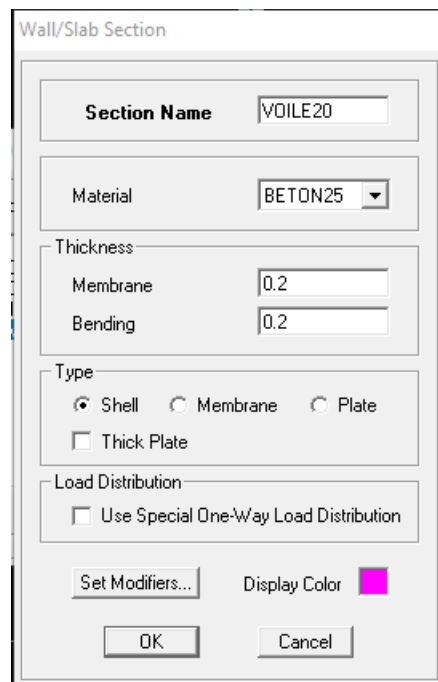 Wall/Slab Section
Section Name VOILE20
Material BETON25
Thickness
Membrane 0.2
Bending 0.2
Type
Shell Membrane Plate
Thick Plate
Load Distribution
Use Special One-Way Load Distribution
Set Modifiers... Display Color
OK Cancel